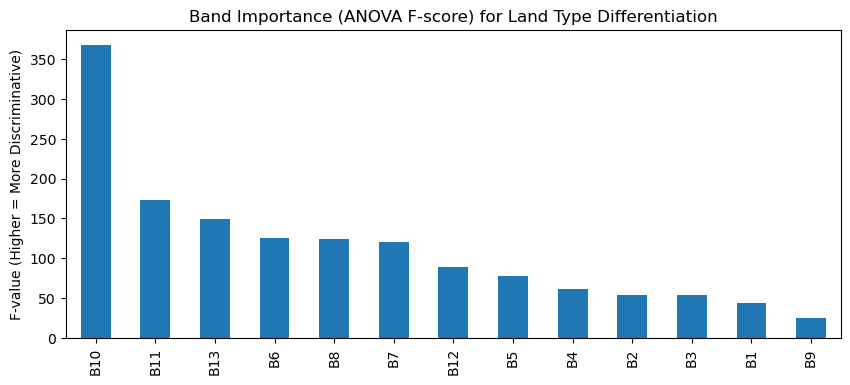 Band Importance (ANOVA F-score) for Land Type Differentiation
F-value (Higher = More Discriminative)
350
300
250
200
150
100
50
0
B10 B11 B13 B6 B8 B7 B12 B5 B4 B2 B3 B1 B9